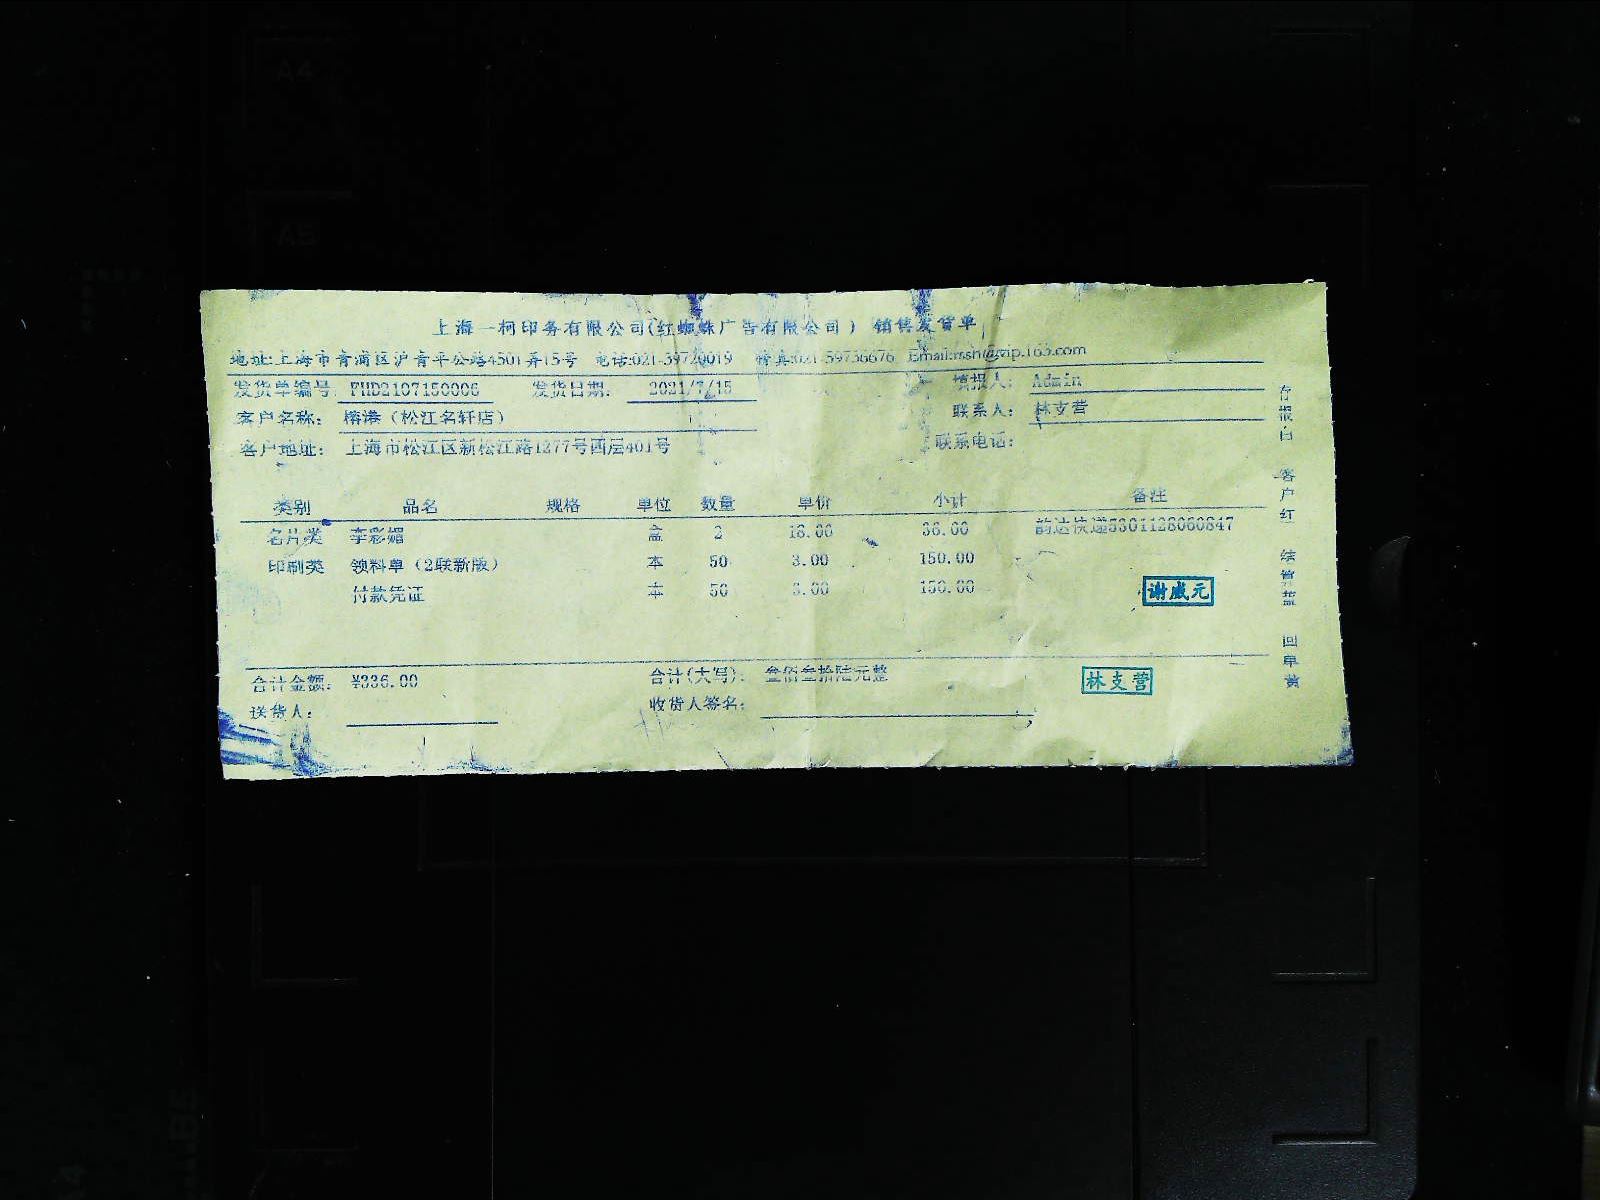 上海一柯印务有限公司(红蜘蛛广告有限公司) 销售发货单
地址:上海市青浦区沪青平公路4501弄15号 电话:021-39720019 传真:021-59736676 Email:
发货单编号: FHD2107150006 发货日期: 2021/7/15 填报人: Admin
客户名称: 榕港（松江名轩店） 联系人: 林支营
客户地址: 上海市松江区新松江路1277号西层401号 联系电话:
类别 品名 规格 单位 数量 单价 小计 备注
名片类 李彩媚 盒 2 18.00 36.00 韵达快递
印刷类 领料单（2联新版） 本 50 3.00 150.00
付款凭证 本 50 3.00 150.00
谢威元
合计金额: ¥336.00 合计(大写): 叁佰叁拾陆元整
林支营
送货人: 收货人签名:
存根白 客户红 结算蓝 回单黄
A4
A5